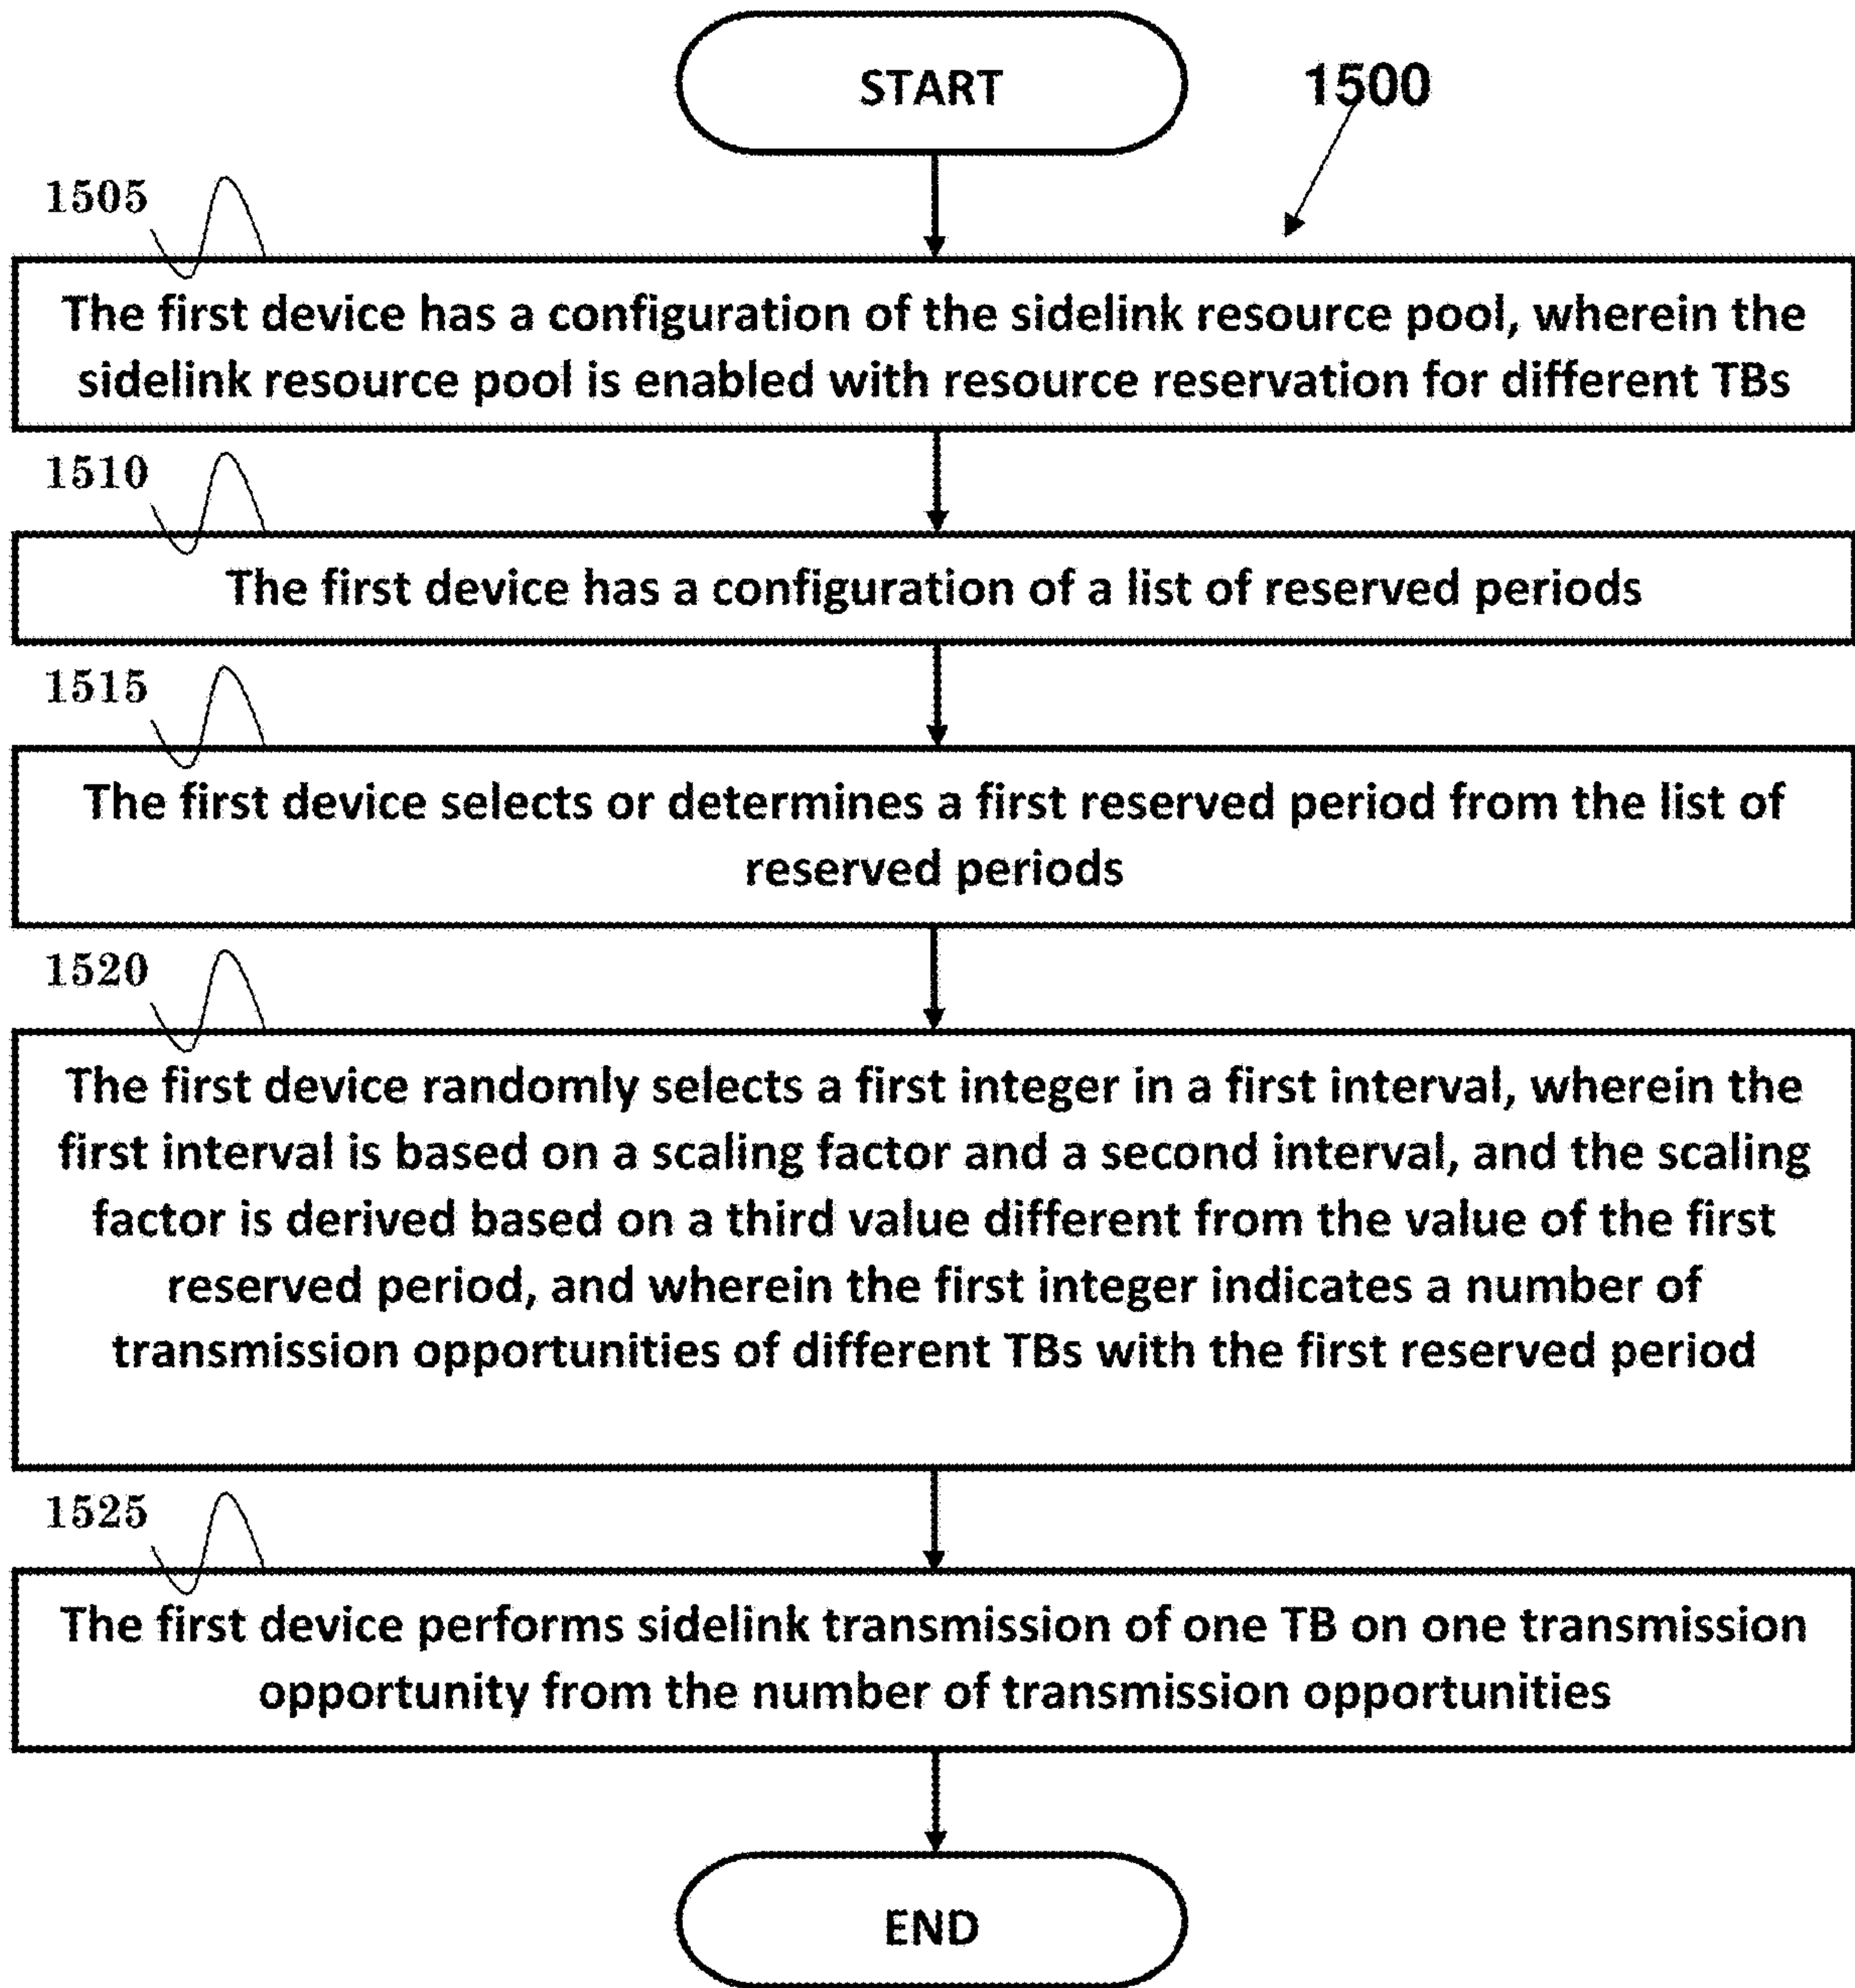 START
1500
1505
The first device has a configuration of the sidelink resource pool, wherein the
sidelink resource pool is enabled with resource reservation for different TBs
1510
The first device has a configuration of a list of reserved periods
1515
The first device selects or determines a first reserved period from the list of
reserved periods
1520
The first device randomly selects a first integer in a first interval, wherein the
first interval is based on a scaling factor and a second interval, and the scaling
factor is derived based on a third value different from the value of the first
reserved period, and wherein the first integer indicates a number of
transmission opportunities of different TBs with the first reserved period
1525
The first device performs sidelink transmission of one TB on one transmission
opportunity from the number of transmission opportunities
END